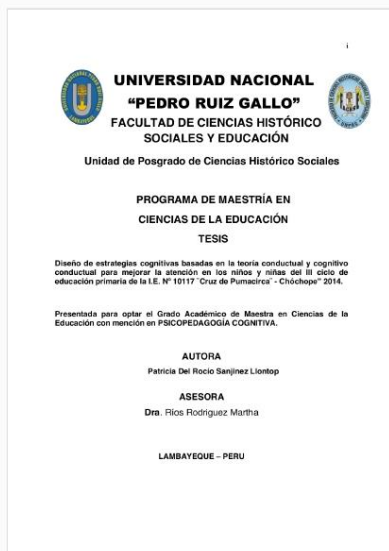 i
UNIVERSIDAD NACIONAL
“PEDRO RUIZ GALLO”
FACULTAD DE CIENCIAS HISTÓRICO
SOCIALES Y EDUCACIÓN
Unidad de Posgrado de Ciencias Histórico Sociales
PROGRAMA DE MAESTRÍA EN
CIENCIAS DE LA EDUCACIÓN
TESIS
Diseño de estrategias cognitivas basadas en la teoría conductual y cognitivo
conductual para mejorar la atención en los niños y niñas del III ciclo de
educación primaria de la I.E. N° 10117 ¨Cruz de Pumacirca¨ - Chóchope” 2014.
Presentada para optar el Grado Académico de Maestra en Ciencias de la
Educación con mención en PSICOPEDAGOGÍA COGNITIVA.
AUTORA
Patricia Del Rocío Sanjinez Llontop
ASESORA
Dra. Ríos Rodriguez Martha
LAMBAYEQUE – PERU